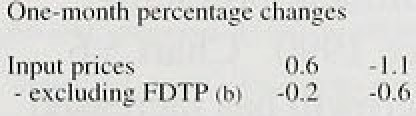 One-month percentage changes
Input prices 0.6 -1.1
- excluding FDTP (b) -0.2 -0.6